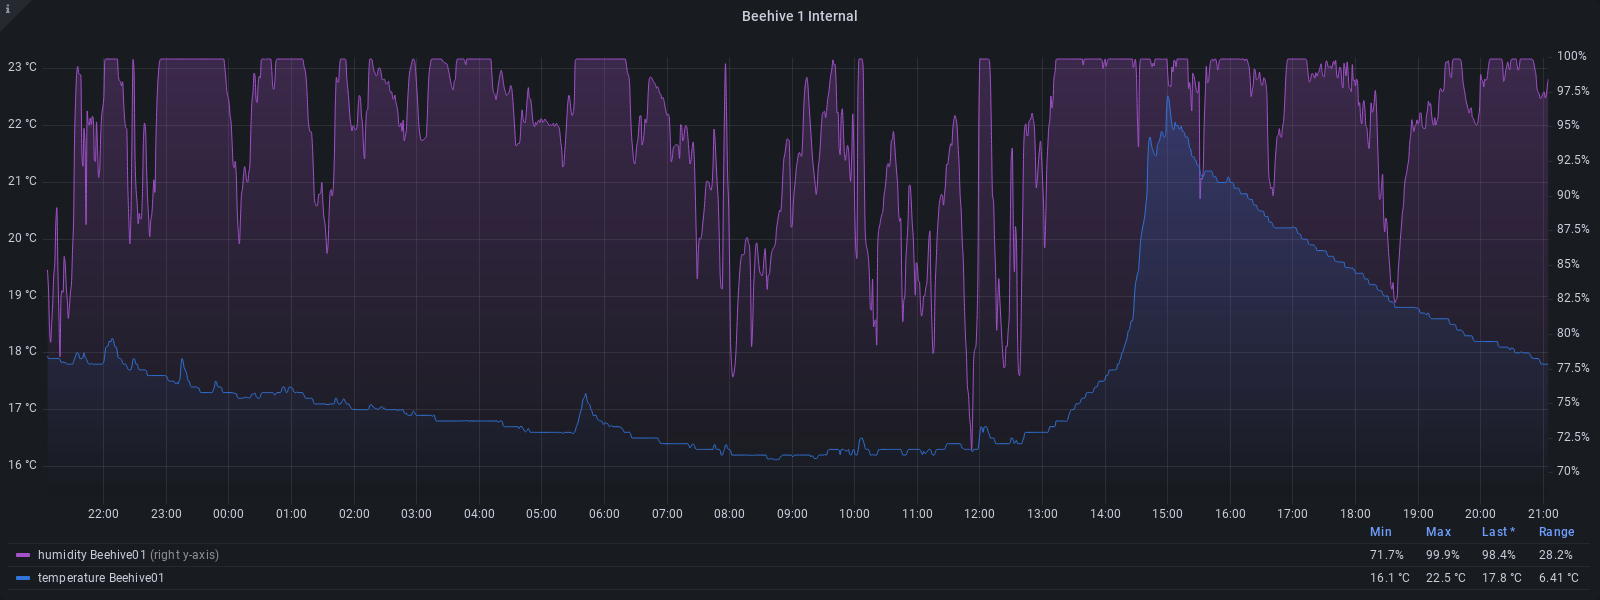 i
Beehive 1 Internal
23 °C
22 °C
21 °C
20 °C
19 °C
18 °C
17 °C
16 °C
100%
97.5%
95%
92.5%
90%
87.5%
85%
82.5%
80%
77.5%
75%
72.5%
70%
22:00 23:00 00:00 01:00 02:00 03:00 04:00 05:00 06:00 07:00 08:00 09:00 10:00 11:00 12:00 13:00 14:00 15:00 16:00 17:00 18:00 19:00 20:00 21:00
Min Max Last * Range
humidity Beehive01 (right y-axis) 71.7% 99.9% 98.4% 28.2%
temperature Beehive01 16.1 °C 22.5 °C 17.8 °C 6.41 °C